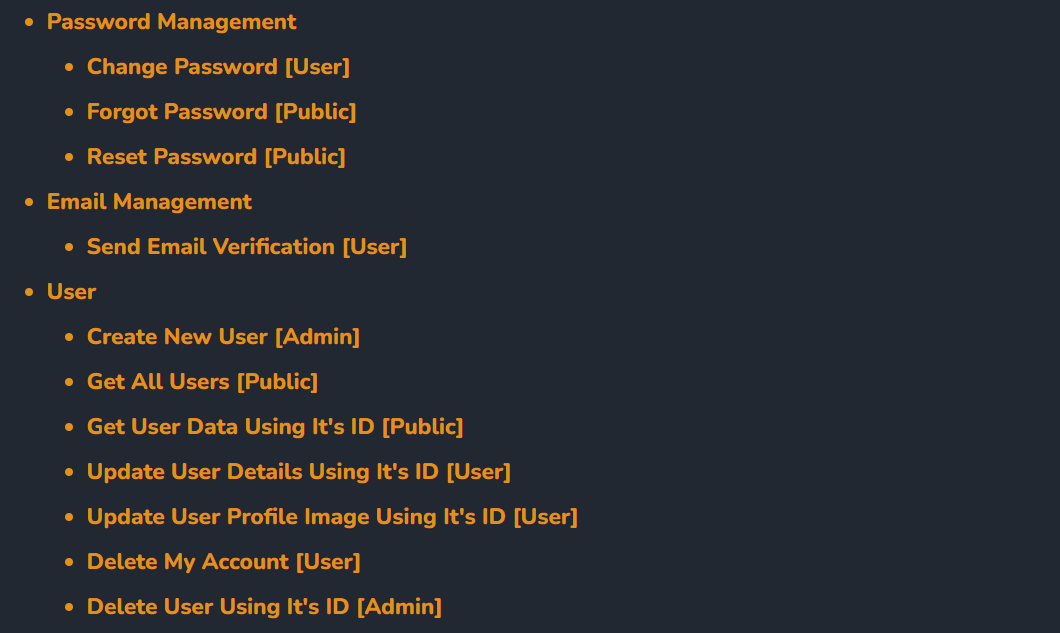 Password Management
Change Password [User]
Forgot Password [Public]
Reset Password [Public]
Email Management
Send Email Verification [User]
User
Create New User [Admin]
Get All Users [Public]
Get User Data Using It's ID [Public]
Update User Details Using It's ID [User]
Update User Profile Image Using It's ID [User]
Delete My Account [User]
Delete User Using It's ID [Admin]